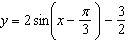 y = 2 sin(x − π/3) − 3/2